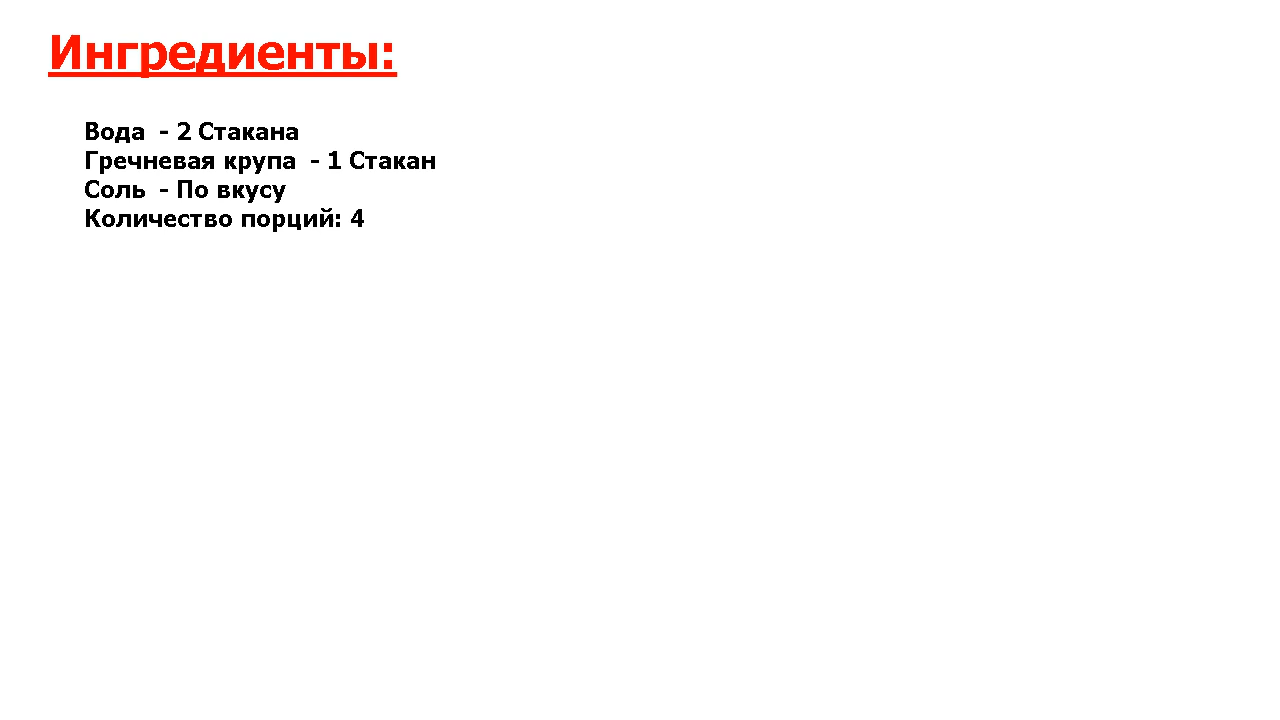 Ингредиенты:
Вода  - 2 Стакана
Гречневая крупа  - 1 Стакан
Соль  - По вкусу
Количество порций: 4